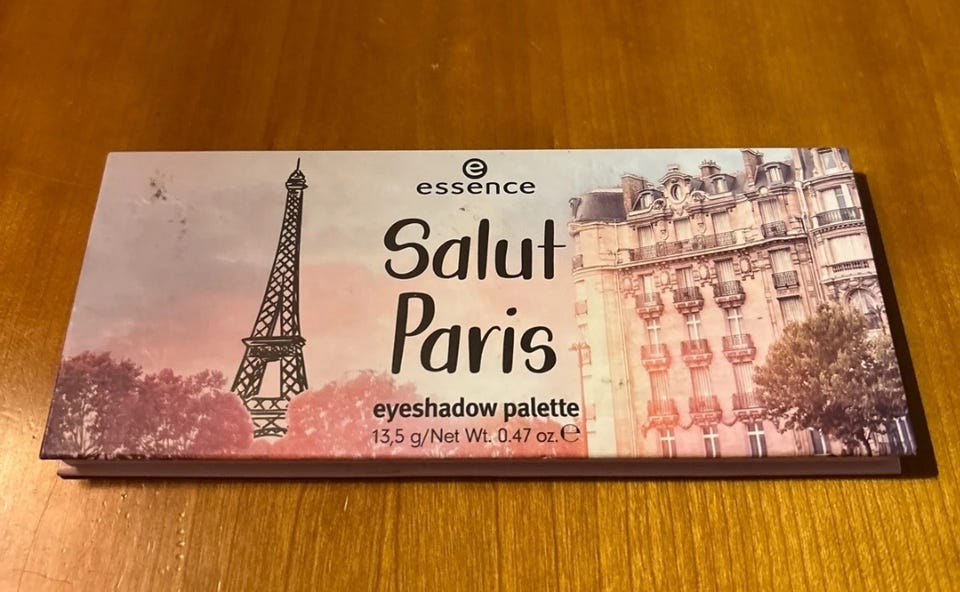 essence
Salut
Paris
eyeshadow palette
13,5 g/Net Wt. 0.47 oz.℮